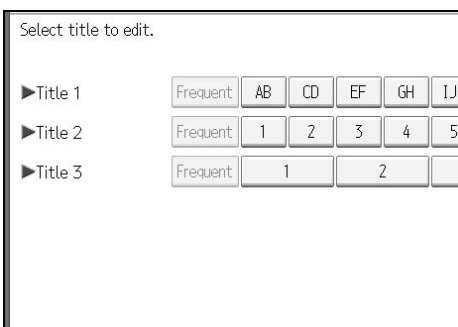 Select title to edit.
▶Title 1 Frequent AB CD EF GH IJ
▶Title 2 Frequent 1 2 3 4 5
▶Title 3 Frequent 1 2